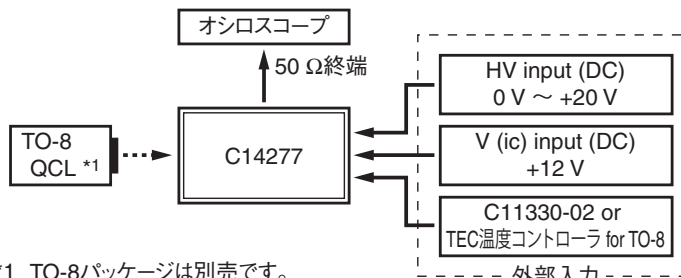 オシロスコープ
50 Ω終端
HV input (DC)
0 V ～ +20 V
TO-8
QCL *1
C14277
V (ic) input (DC)
+12 V
C11330-02 or
TEC温度コントローラ for TO-8
*1 TO-8パッケージは別売です。
外部入力